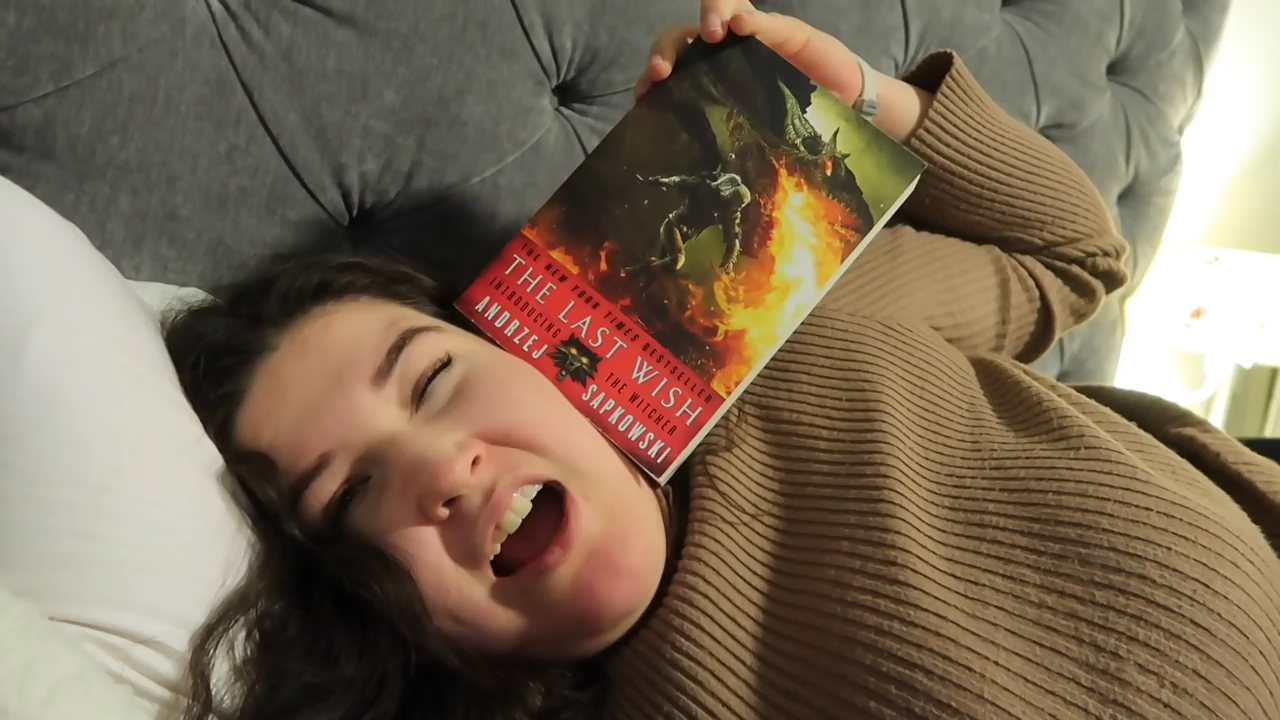 THE NEW YORK TIMES BESTSELLER
THE LAST WISH
INTRODUCING THE WITCHER
ANDRZEJ SAPKOWSKI